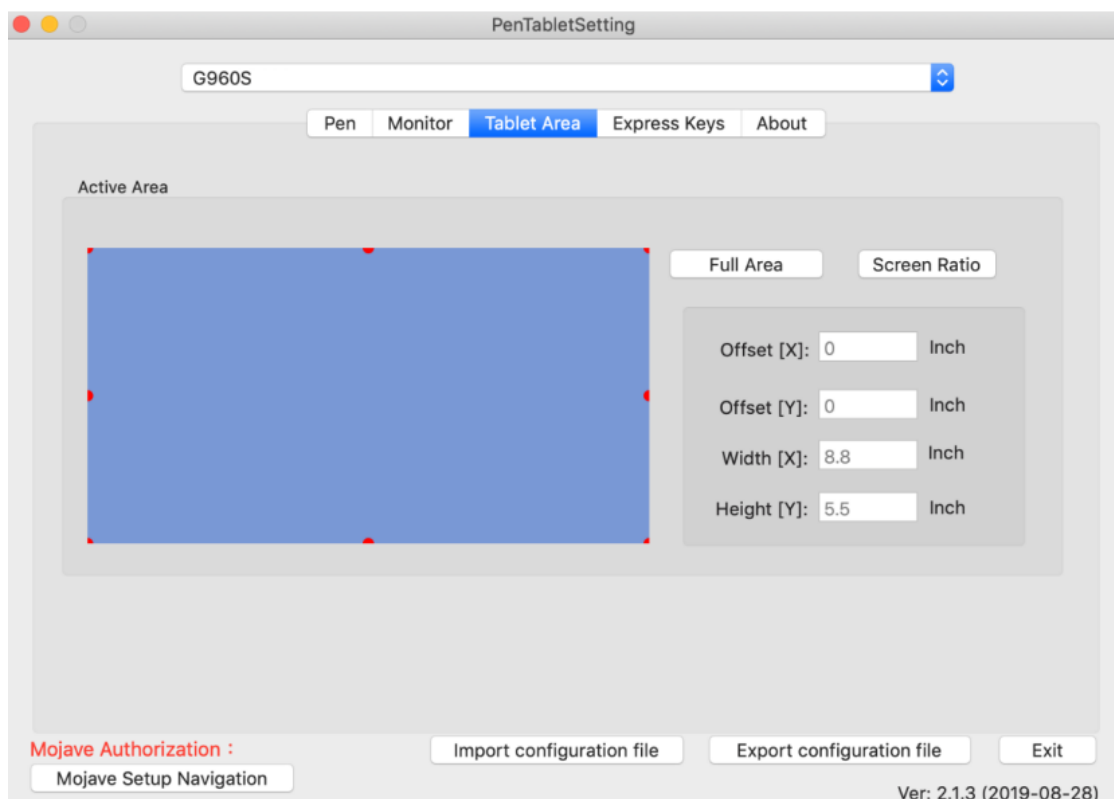 PenTabletSetting
G960S
Pen Monitor Tablet Area Express Keys About
Active Area
Full Area Screen Ratio
Offset [X]: 0 Inch
Offset [Y]: 0 Inch
Width [X]: 8.8 Inch
Height [Y]: 5.5 Inch
Mojave Authorization：
Import configuration file Export configuration file Exit
Mojave Setup Navigation
Ver: 2.1.3 (2019-08-28)